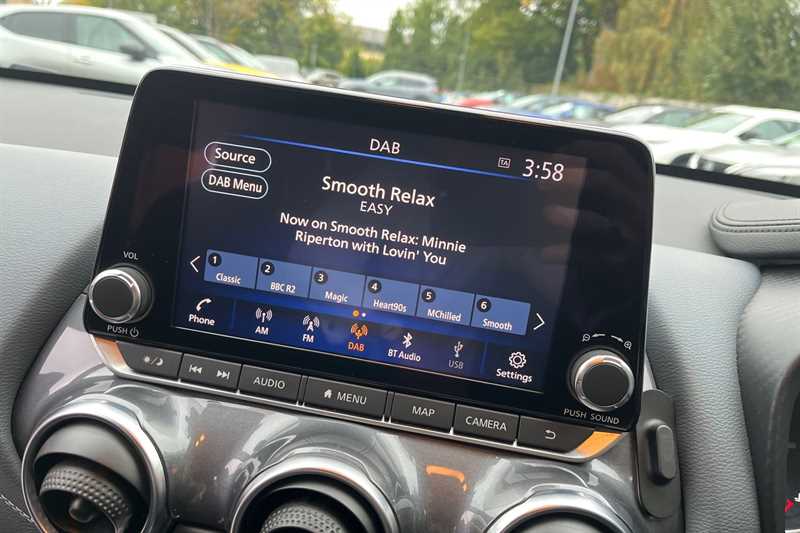 DAB
TA
3:58
Source
DAB Menu
Smooth Relax
EASY
Now on Smooth Relax: Minnie
Riperton with Lovin' You
1 Classic
2 BBC R2
3 Magic
4 Heart90s
5 MChilled
6 Smooth
Phone
AM
FM
DAB
BT Audio
USB
Settings
VOL
PUSH
PUSH SOUND
AUDIO
MENU
MAP
CAMERA